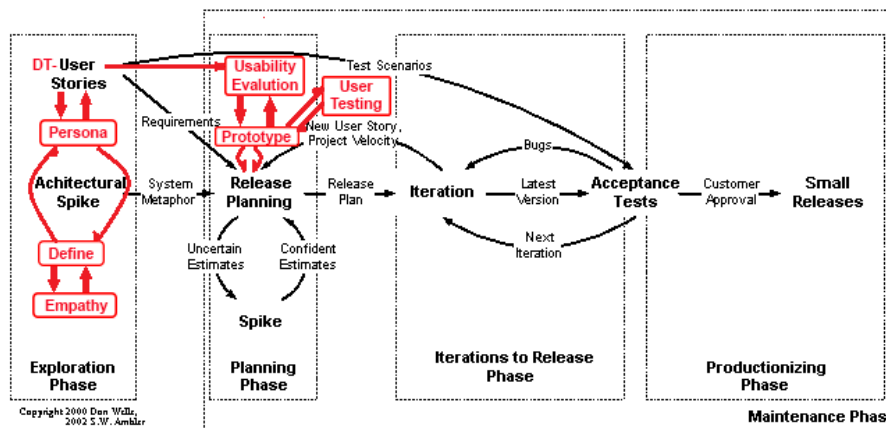 DT-User
Stories
Persona
Achitectural
Spike
Define
Empathy
Exploration
Phase
Copyright 2000 Don Wells,
2002 S.W. Ambler
Requirements
System
Metaphor
Usability
Evalution
User
Testing
Prototype
Release
Planning
Uncertain
Estimates
Confident
Estimates
Spike
Planning
Phase
Test Scenarios
New User Story,
Project Velocity
Release
Plan
Iteration
Bugs
Latest
Version
Next
Iteration
Iterations to Release
Phase
Acceptance
Tests
Customer
Approval
Small
Releases
Productionizing
Phase
Maintenance Phas